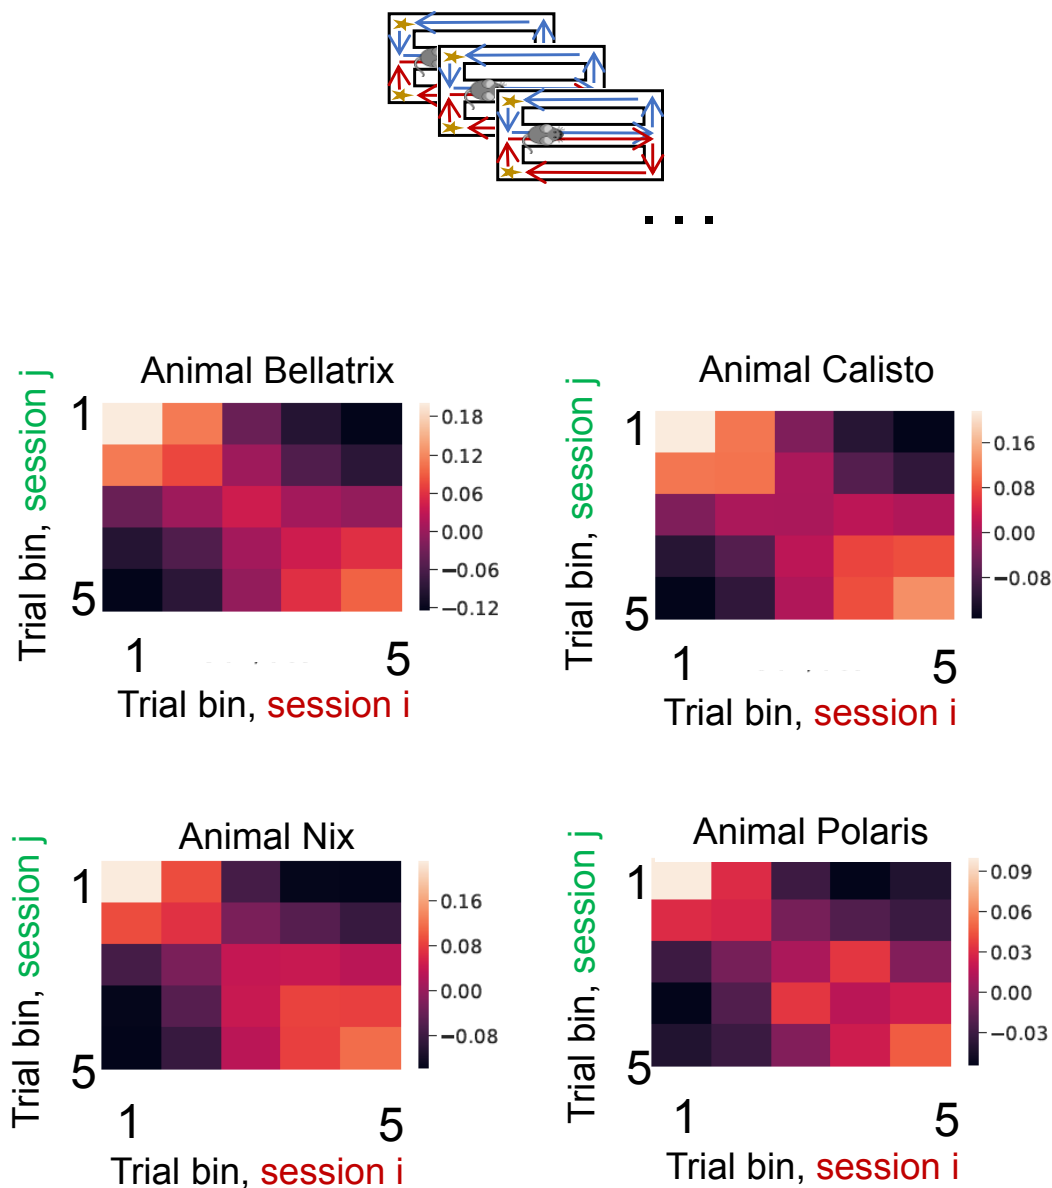 . . .
Animal Bellatrix
Trial bin, session j
1
5
0.18
0.12
0.06
0.00
−0.06
−0.12
1
5
Trial bin, session i
Animal Calisto
Trial bin, session j
1
5
0.16
0.08
0.00
−0.08
1
5
Trial bin, session i
Animal Nix
Trial bin, session j
1
5
0.16
0.08
0.00
−0.08
1
5
Trial bin, session i
Animal Polaris
Trial bin, session j
1
5
0.09
0.06
0.03
0.00
−0.03
1
5
Trial bin, session i